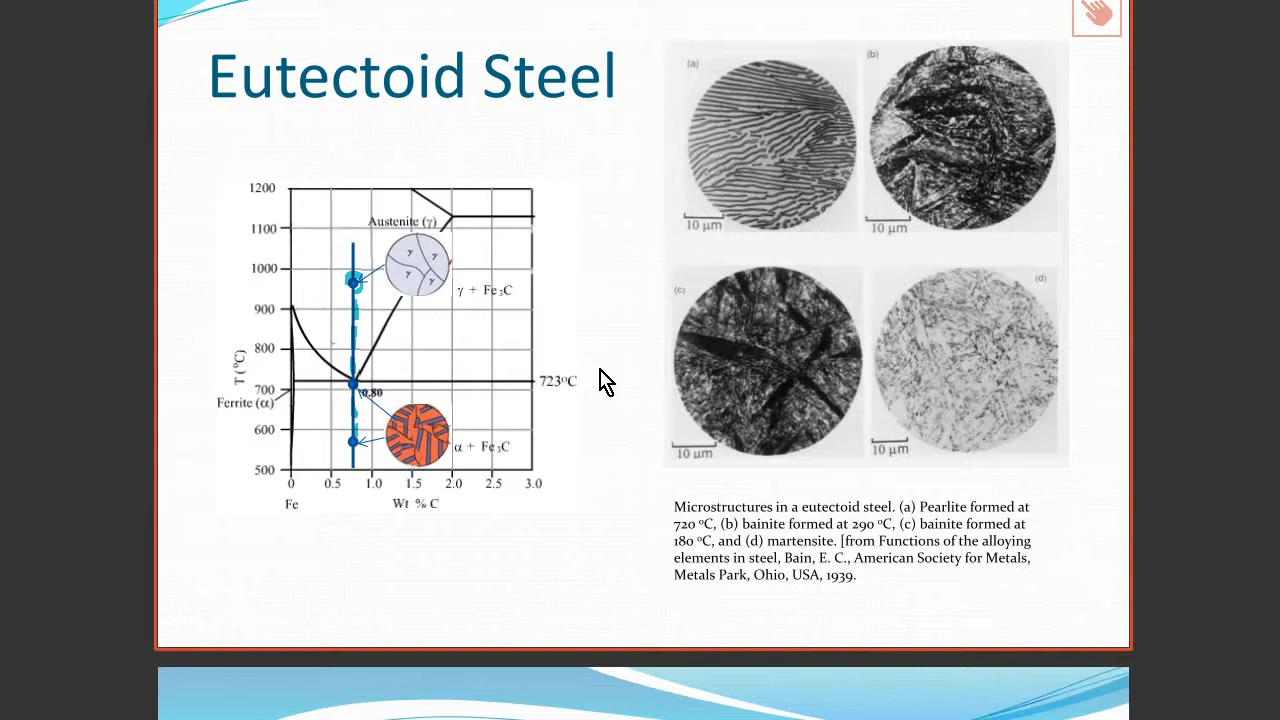 Eutectoid Steel
1200
1100
1000
900
800
700
600
500
T (°C)
Austenite (γ)
γ
γ
γ
γ
γ + Fe3C
723°C
0.80
Ferrite (α)
α + Fe3C
0 0.5 1.0 1.5 2.0 2.5 3.0
Fe
Wt % C
(a)
10 μm
(b)
10 μm
(c)
10 μm
(d)
10 μm
Microstructures in a eutectoid steel. (a) Pearlite formed at
720 °C, (b) bainite formed at 290 °C, (c) bainite formed at
180 °C, and (d) martensite. [from Functions of the alloying
elements in steel, Bain, E. C., American Society for Metals,
Metals Park, Ohio, USA, 1939.